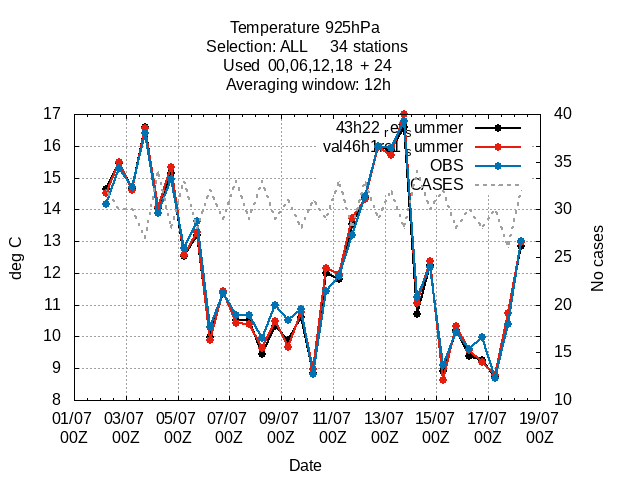 Temperature 925hPa
Selection: ALL 34 stations
Used 00,06,12,18 + 24
Averaging window: 12h
17
16
15
14
13
12
11
10
9
8
deg C
40
35
30
25
20
15
10
No cases
OBS
CASES
01/07 03/07 05/07 07/07 09/07 11/07 13/07 15/07 17/07 19/07
00Z 00Z 00Z 00Z 00Z 00Z 00Z 00Z 00Z 00Z
Date